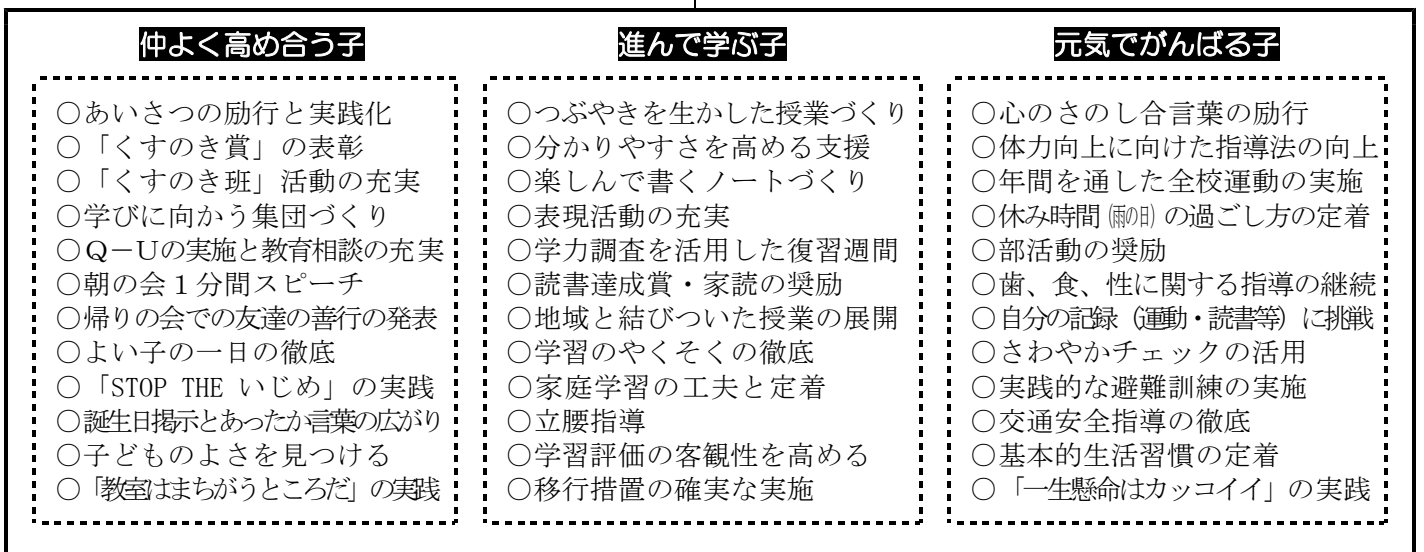 仲よく高め合う子
○あいさつの励行と実践化
○「くすのき賞」の表彰
○「くすのき班」活動の充実
○学びに向かう集団づくり
○Q－Uの実施と教育相談の充実
○朝の会１分間スピーチ
○帰りの会での友達の善行の発表
○よい子の一日の徹底
○「STOP THE いじめ」の実践
○誕生日掲示とあったか言葉の広がり
○子どものよさを見つける
○「教室はまちがうところだ」の実践
進んで学ぶ子
○つぶやきを生かした授業づくり
○分かりやすさを高める支援
○楽しんで書くノートづくり
○表現活動の充実
○学力調査を活用した復習週間
○読書達成賞・家読の奨励
○地域と結びついた授業の展開
○学習のやくそくの徹底
○家庭学習の工夫と定着
○立腰指導
○学習評価の客観性を高める
○移行措置の確実な実施
元気でがんばる子
○心のさのし合言葉の励行
○体力向上に向けた指導法の向上
○年間を通した全校運動の実施
○休み時間(雨の日)の過ごし方の定着
○部活動の奨励
○歯、食、性に関する指導の継続
○自分の記録（運動・読書等）に挑戦
○さわやかチェックの活用
○実践的な避難訓練の実施
○交通安全指導の徹底
○基本的生活習慣の定着
○「一生懸命はカッコイイ」の実践